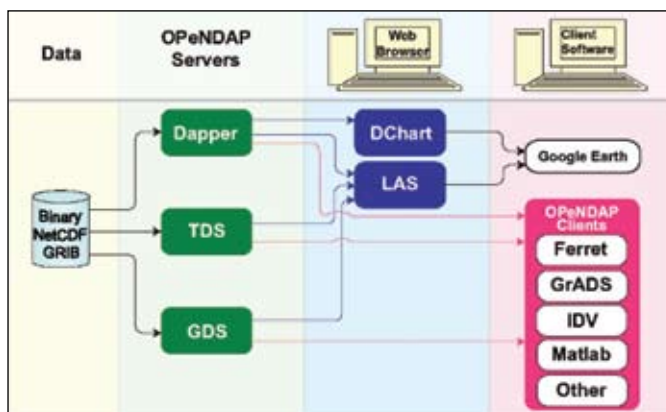 Data
OPeNDAP
Servers
Web
Browser
Client
Software
Binary
NetCDF
GRIB
Dapper
TDS
GDS
DChart
LAS
Google Earth
OPeNDAP
Clients
Ferret
GrADS
IDV
Matlab
Other